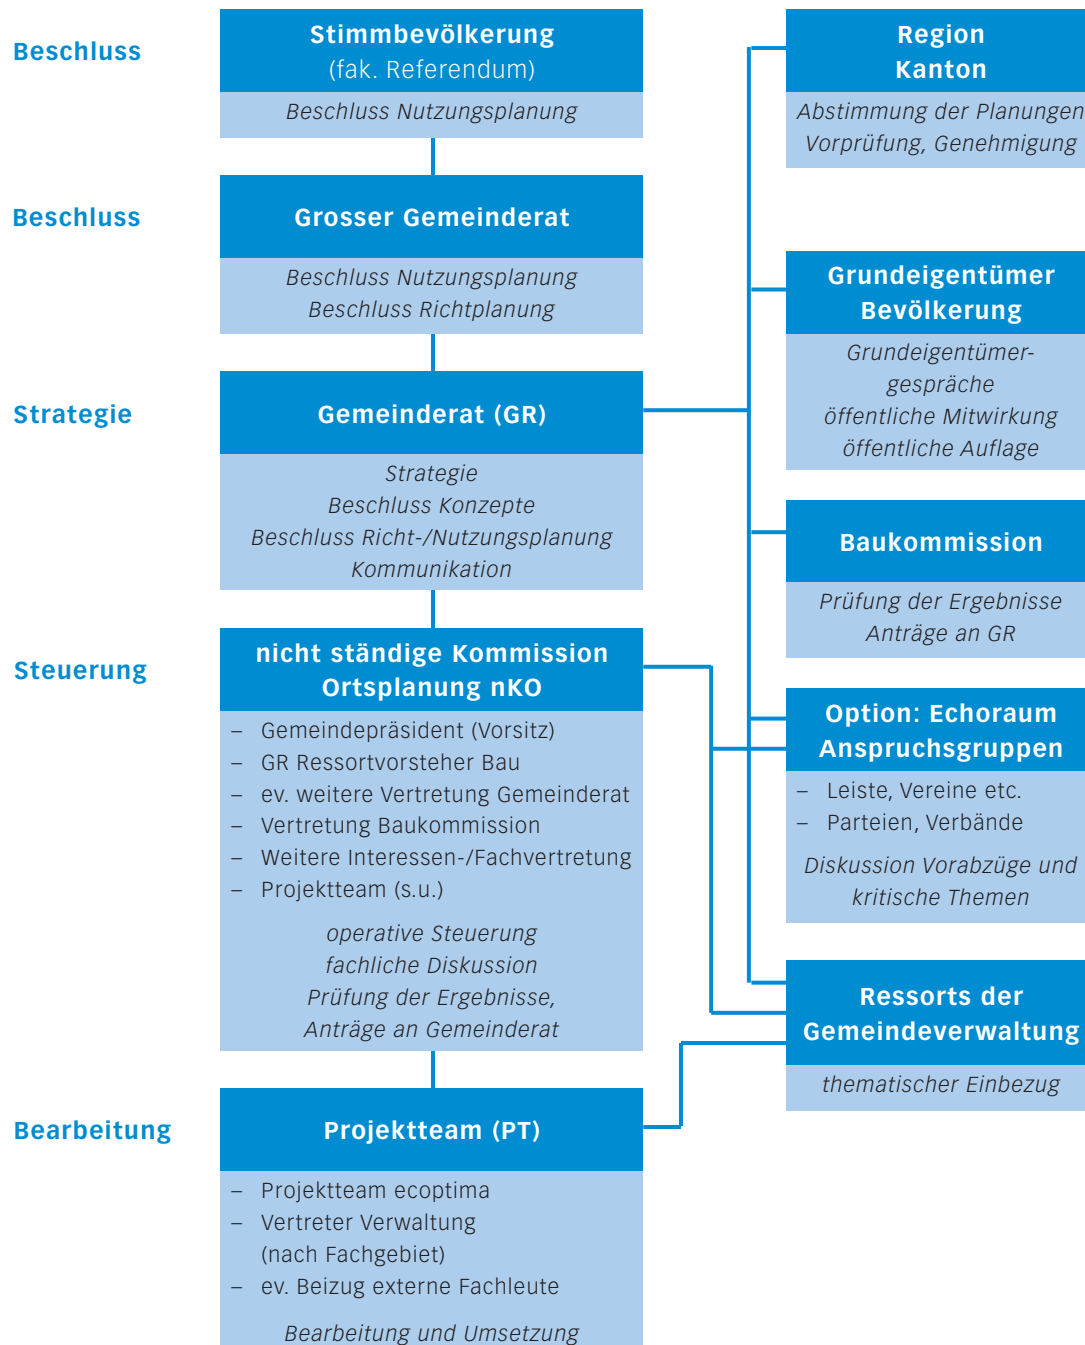 Beschluss
Stimmbevölkerung
(fak. Referendum)
Beschluss Nutzungsplanung
Beschluss
Grosser Gemeinderat
Beschluss Nutzungsplanung
Beschluss Richtplanung
Strategie
Gemeinderat (GR)
Strategie
Beschluss Konzepte
Beschluss Richt-/Nutzungsplanung
Kommunikation
Steuerung
nicht ständige Kommission
Ortsplanung nKO
– Gemeindepräsident (Vorsitz)
– GR Ressortvorsteher Bau
– ev. weitere Vertretung Gemeinderat
– Vertretung Baukommission
– Weitere Interessen-/Fachvertretung
– Projektteam (s.u.)
operative Steuerung
fachliche Diskussion
Prüfung der Ergebnisse,
Anträge an Gemeinderat
Bearbeitung
Projektteam (PT)
– Projektteam ecoptima
– Vertreter Verwaltung
(nach Fachgebiet)
– ev. Beizug externe Fachleute
Bearbeitung und Umsetzung
Region
Kanton
Abstimmung der Planungen
Vorprüfung, Genehmigung
Grundeigentümer
Bevölkerung
Grundeigentümer-
gespräche
öffentliche Mitwirkung
öffentliche Auflage
Baukommission
Prüfung der Ergebnisse
Anträge an GR
Option: Echoraum
Anspruchsgruppen
– Leiste, Vereine etc.
– Parteien, Verbände
Diskussion Vorabzüge und
kritische Themen
Ressorts der
Gemeindeverwaltung
thematischer Einbezug